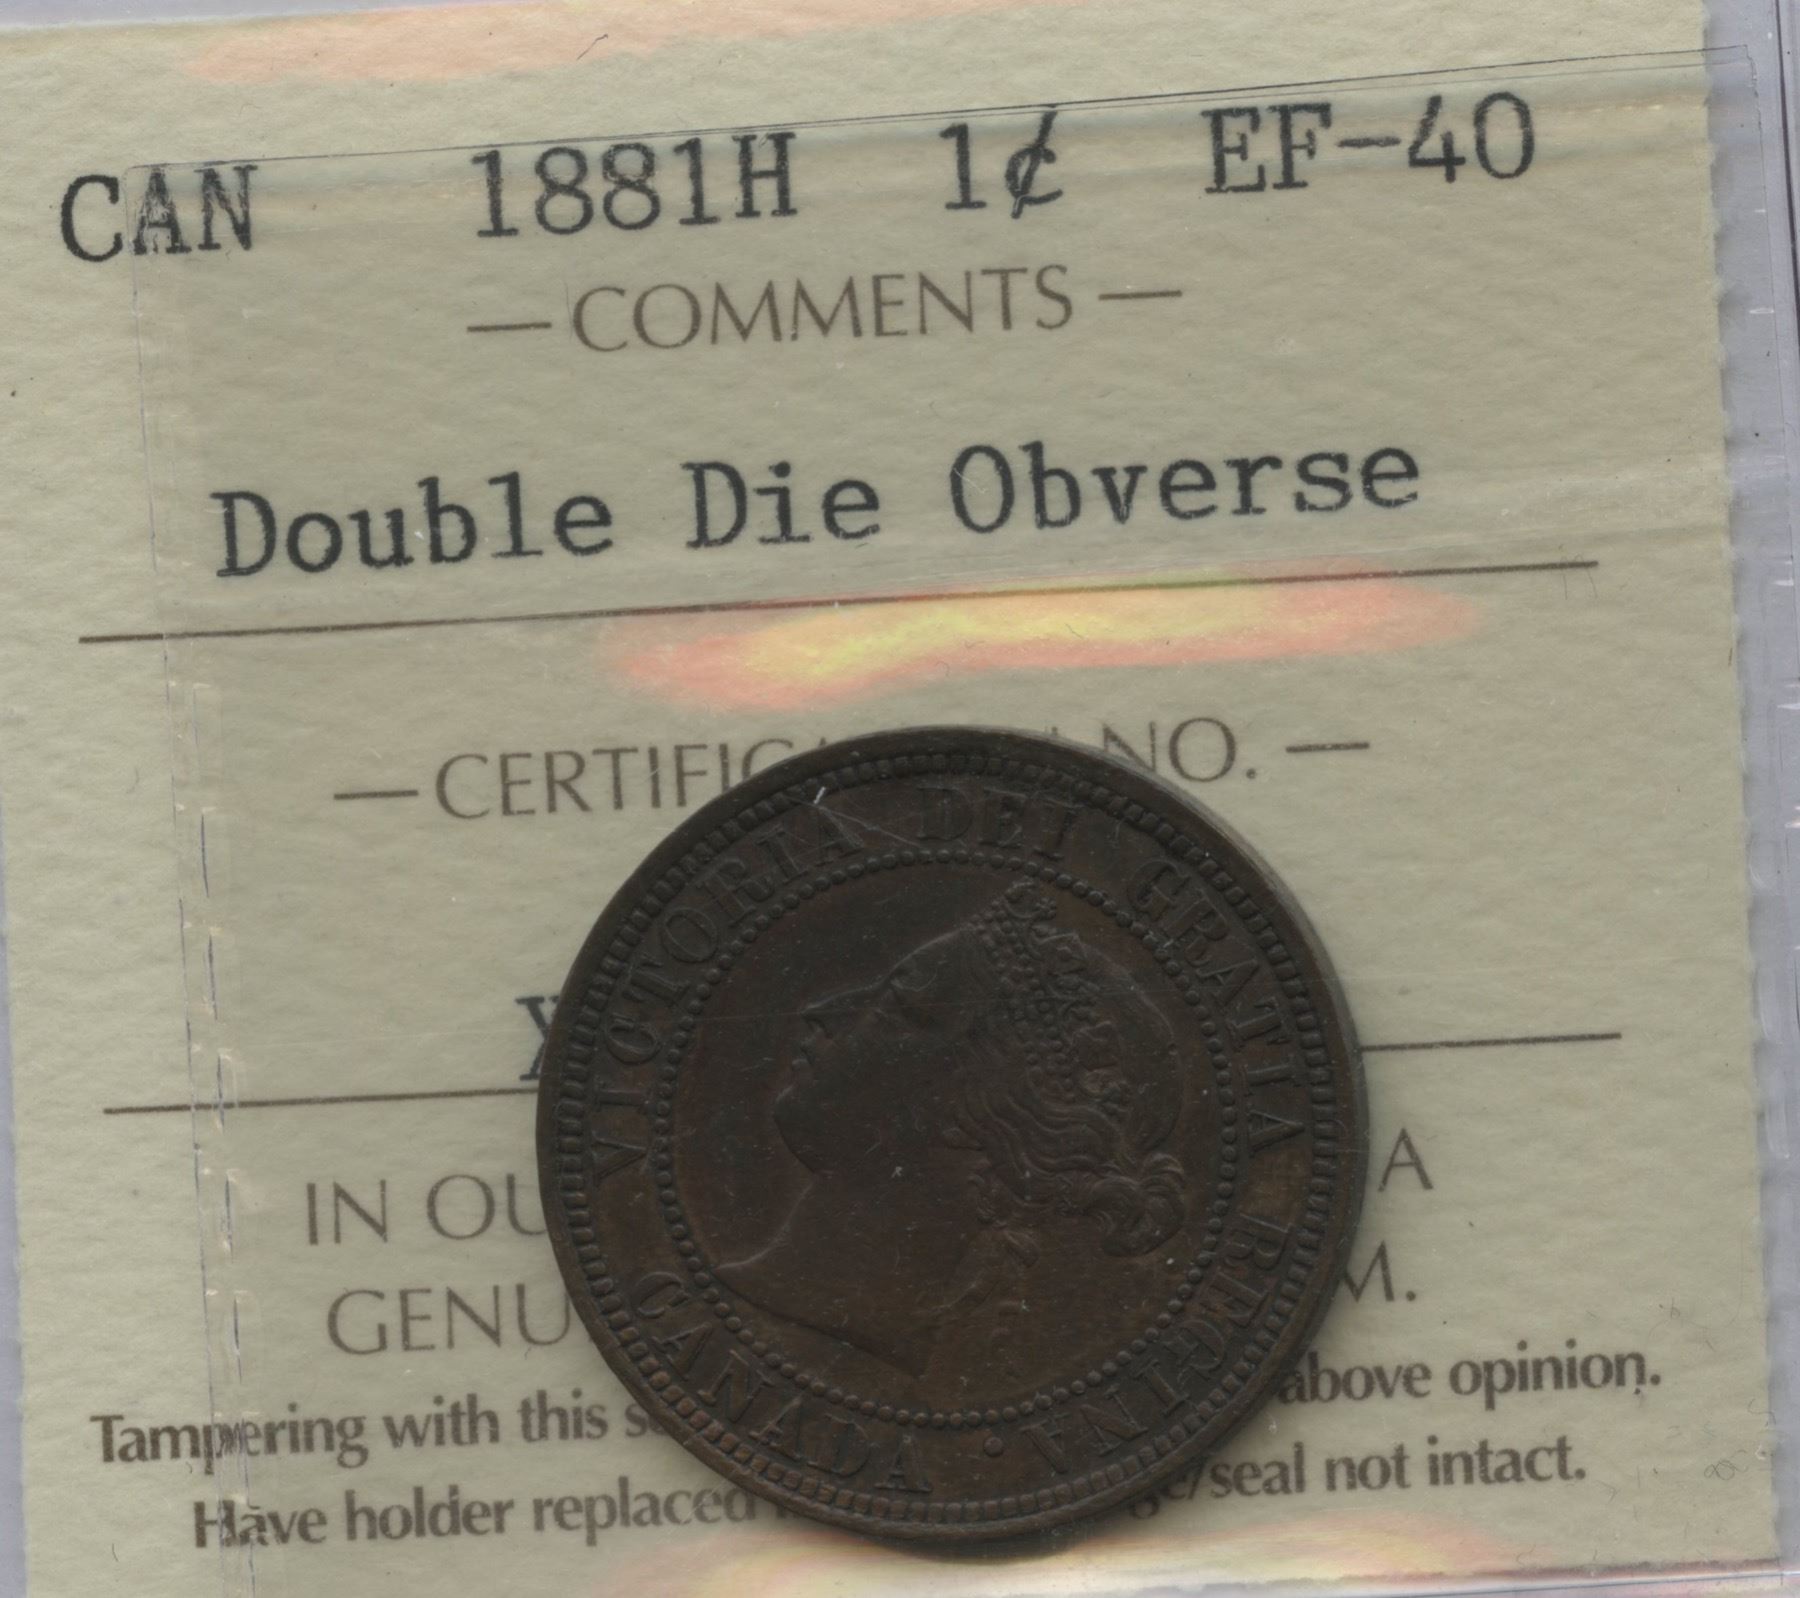 CAN 1881H 1¢ EF-40
— COMMENTS —
Double Die Obverse
— CERTIFIC NO. —
X
IN OU A
GENU M.
Tampering with this s above opinion.
Have holder replaced /seal not intact.
VICTORIA DEI GRATIA REGINA · CANADA